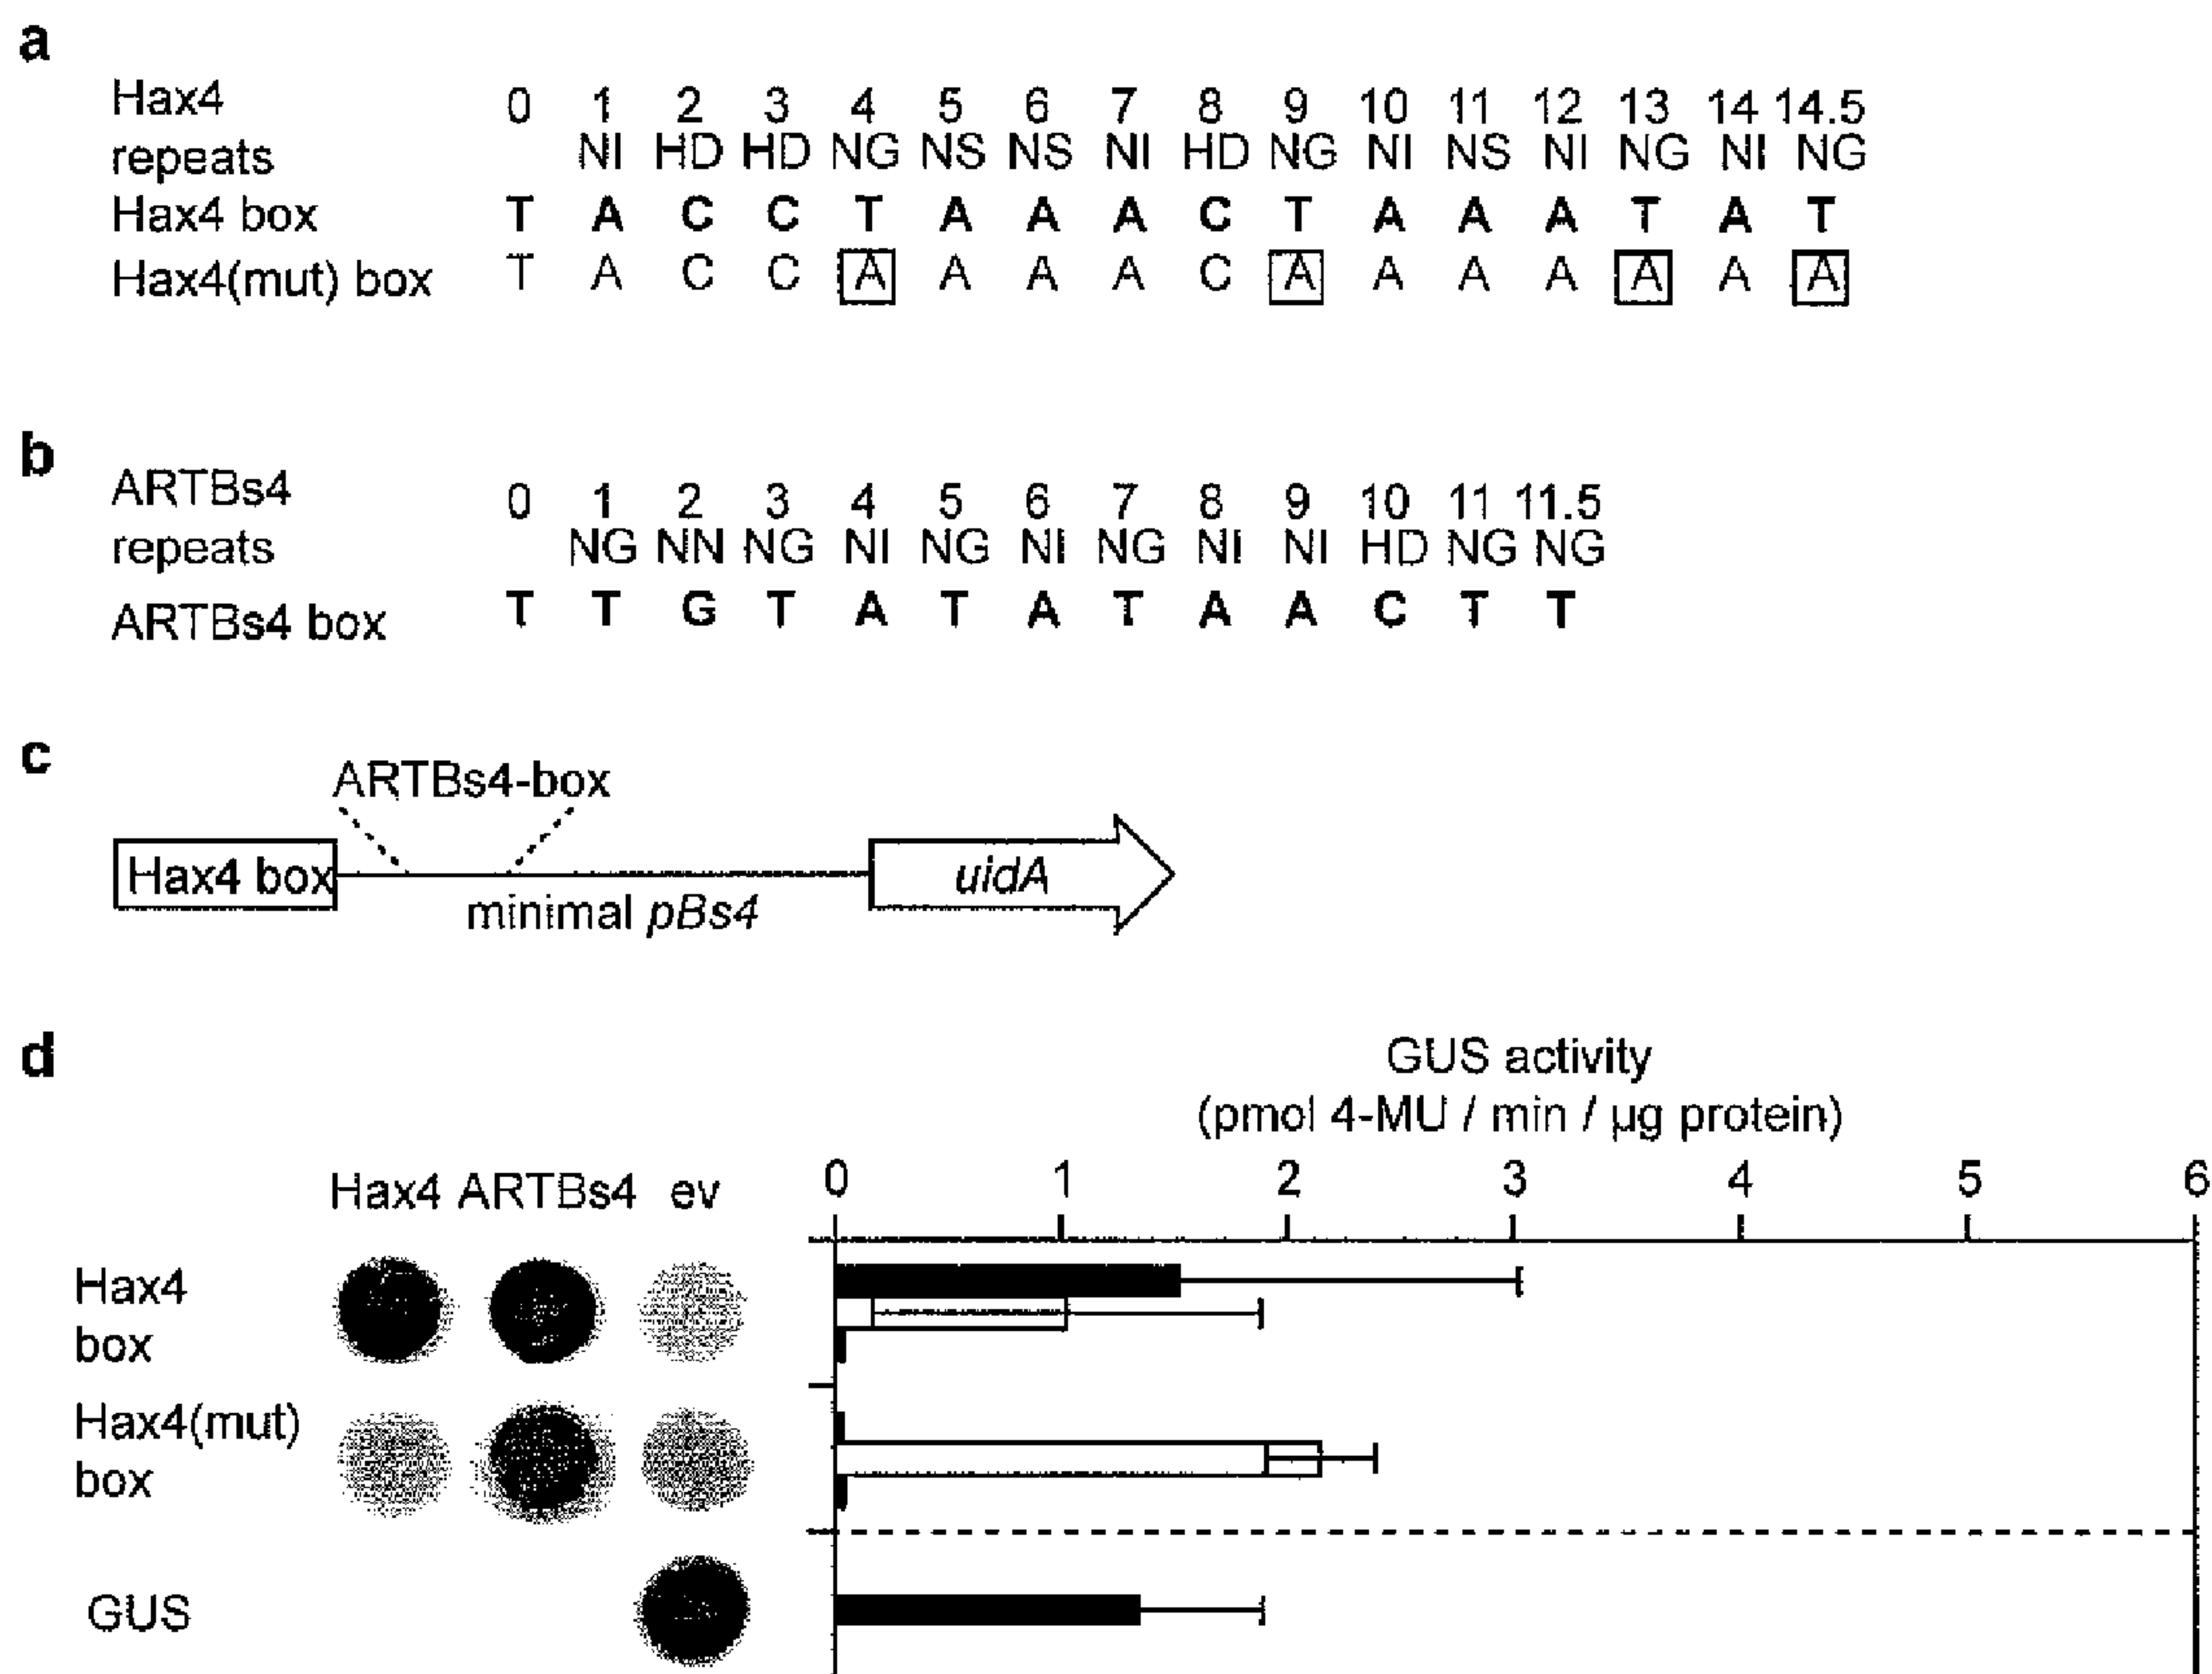 a
Hax4 0 1 2 3 4 5 6 7 8 9 10 11 12 13 14 14.5
repeats NI HD HD NG NS NS NI HD NG NI NS NI NG NI NG
Hax4 box T A C C T A A A C T A A A T A T
Hax4(mut) box T A C C A A A A C A A A A A A A
b
ARTBs4 0 1 2 3 4 5 6 7 8 9 10 11 11.5
repeats NG NN NG NI NG NI NG NI NI HD NG NG
ARTBs4 box T T G T A T A T A A C T T
c
ARTBs4-box
Hax4 box uidA
minimal pBs4
d
GUS activity
(pmol 4-MU / min / µg protein)
Hax4 ARTBs4 ev 0 1 2 3 4 5 6
Hax4
box
Hax4(mut)
box
GUS